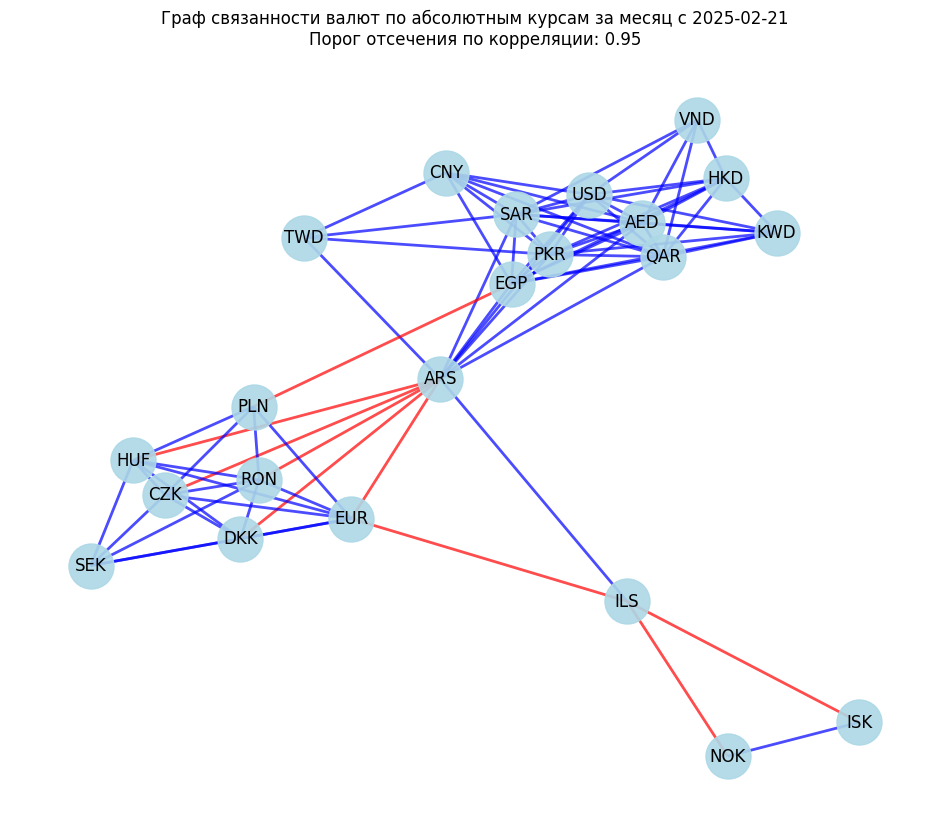 Граф связанности валют по абсолютным курсам за месяц с 2025-02-21
Порог отсечения по корреляции: 0.95
VND
CNY
HKD
USD
SAR
AED
KWD
TWD
PKR
QAR
EGP
ARS
PLN
HUF
RON
CZK
EUR
DKK
SEK
ILS
ISK
NOK